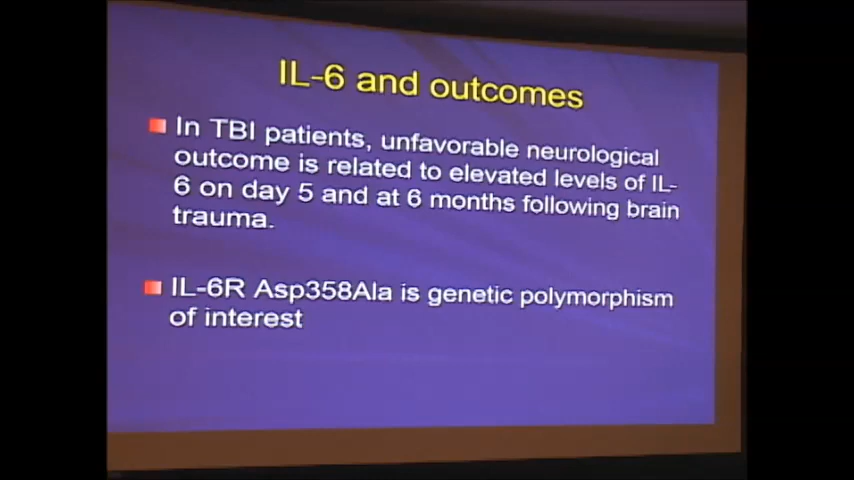 IL-6 and outcomes
In TBI patients, unfavorable neurological
outcome is related to elevated levels of IL-
6 on day 5 and at 6 months following brain
trauma.
IL-6R Asp358Ala is genetic polymorphism
of interest